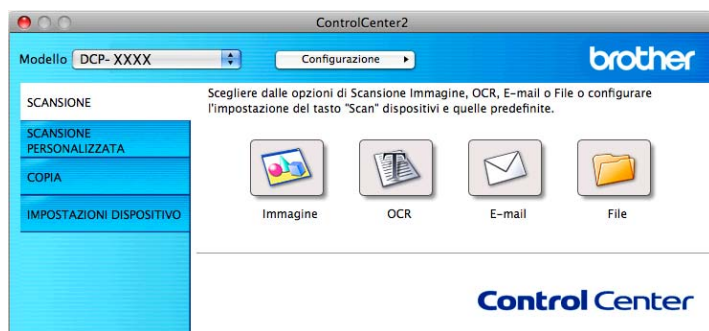 ControlCenter2
Modello DCP- XXXX Configurazione brother
SCANSIONE
SCANSIONE
PERSONALIZZATA
COPIA
IMPOSTAZIONI DISPOSITIVO
Scegliere dalle opzioni di Scansione Immagine, OCR, E-mail o File o configurare
l'impostazione del tasto "Scan" dispositivi e quelle predefinite.
Immagine OCR E-mail File
Control Center